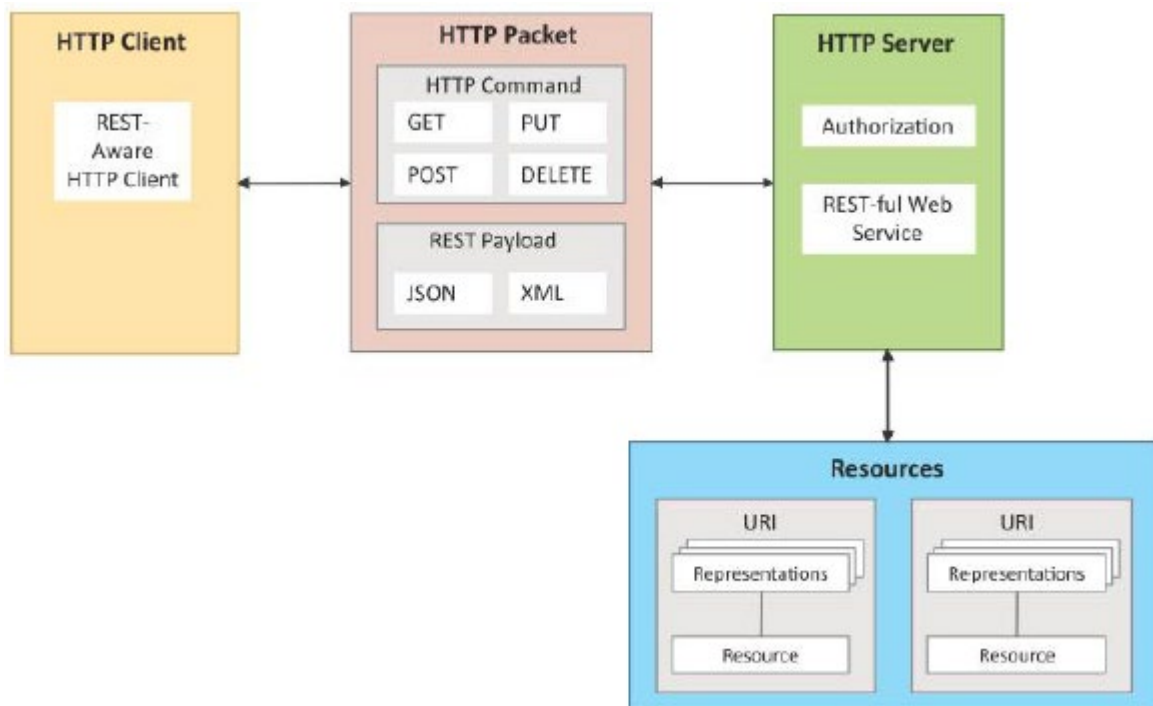 HTTP Client
REST-
Aware
HTTP Client
HTTP Packet
HTTP Command
GET
PUT
POST
DELETE
REST Payload
JSON
XML
HTTP Server
Authorization
REST-ful Web
Service
Resources
URI
Representations
Resource
URI
Representations
Resource